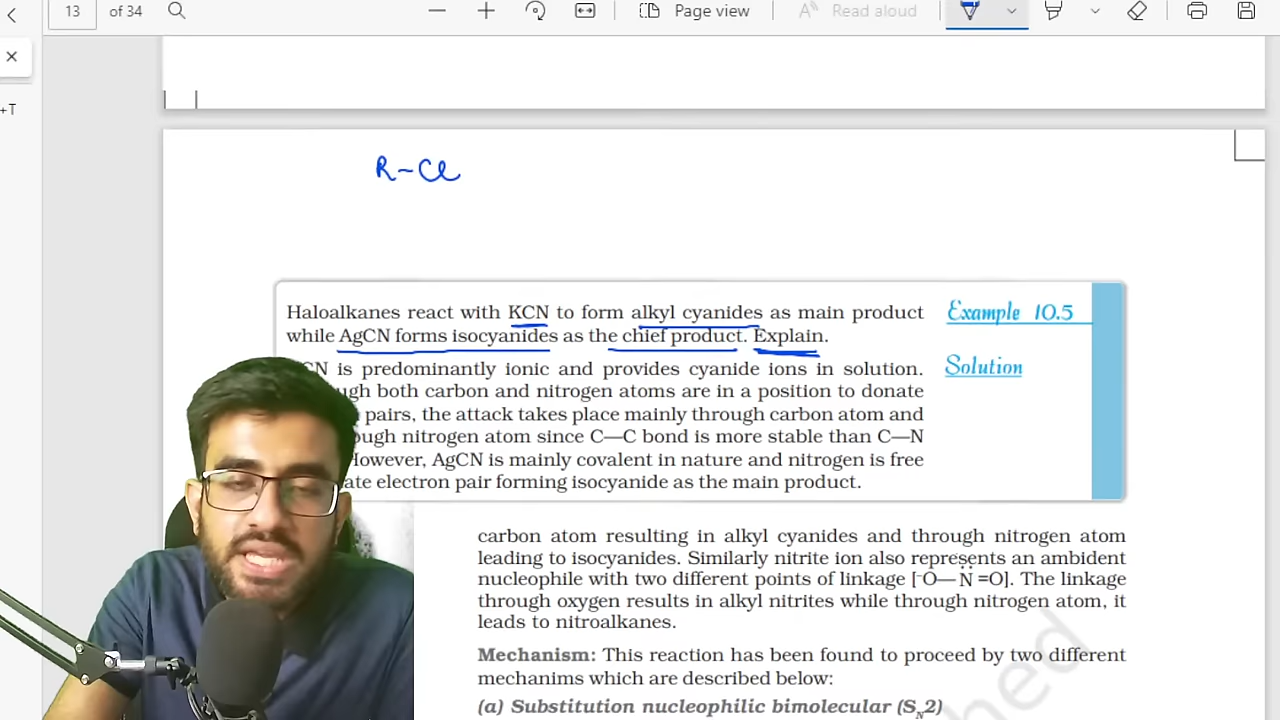 13 of 34 Page view Read aloud
+T
R-Cl
Haloalkanes react with KCN to form alkyl cyanides as main product
while AgCN forms isocyanides as the chief product. Explain.
Example 10.5
Solution
CN is predominantly ionic and provides cyanide ions in solution.
ugh both carbon and nitrogen atoms are in a position to donate
pairs, the attack takes place mainly through carbon atom and
ough nitrogen atom since C—C bond is more stable than C—N
However, AgCN is mainly covalent in nature and nitrogen is free
ate electron pair forming isocyanide as the main product.
carbon atom resulting in alkyl cyanides and through nitrogen atom
leading to isocyanides. Similarly nitrite ion also represents an ambident
nucleophile with two different points of linkage [⁻O—N̈=O]. The linkage
through oxygen results in alkyl nitrites while through nitrogen atom, it
leads to nitroalkanes.
Mechanism: This reaction has been found to proceed by two different
mechanims which are described below:
(a) Substitution nucleophilic bimolecular (SN2)
shed